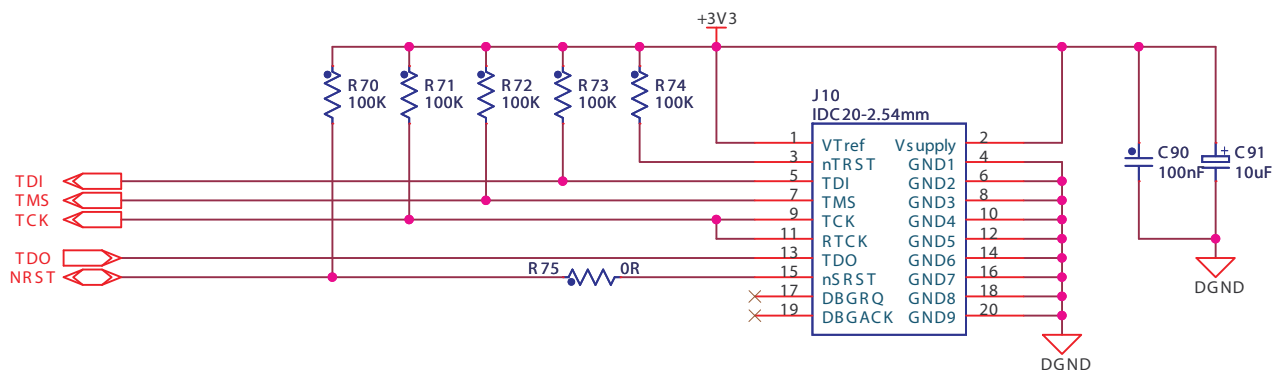 +3V3
R70
100K
R71
100K
R72
100K
R73
100K
R74
100K
J10
IDC20-2.54mm
1 VTref Vsupply 2
3 nTRST GND1 4
TDI 5 TDI GND2 6
TMS 7 TMS GND3 8
TCK 9 TCK GND4 10
11 RTCK GND5 12
TDO 13 TDO GND6 14
NRST R75 0R 15 nSRST GND7 16
17 DBGRQ GND8 18
19 DBGACK GND9 20
C90
100nF
+
C91
10uF
DGND
DGND